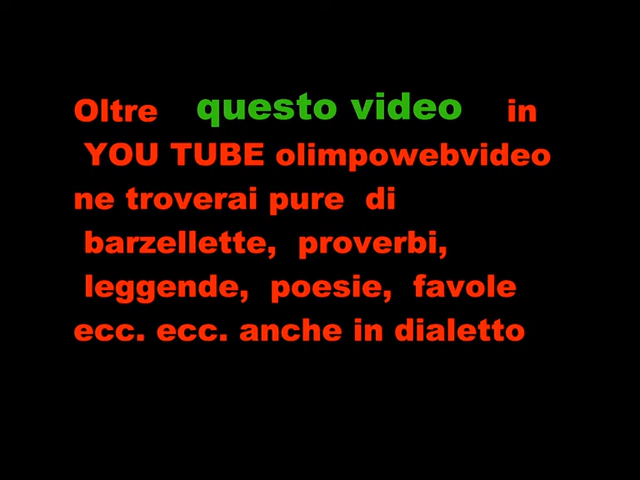 Oltre questo video in
YOU TUBE olimpowebvideo
ne troverai pure di
barzellette, proverbi,
leggende, poesie, favole
ecc. ecc. anche in dialetto